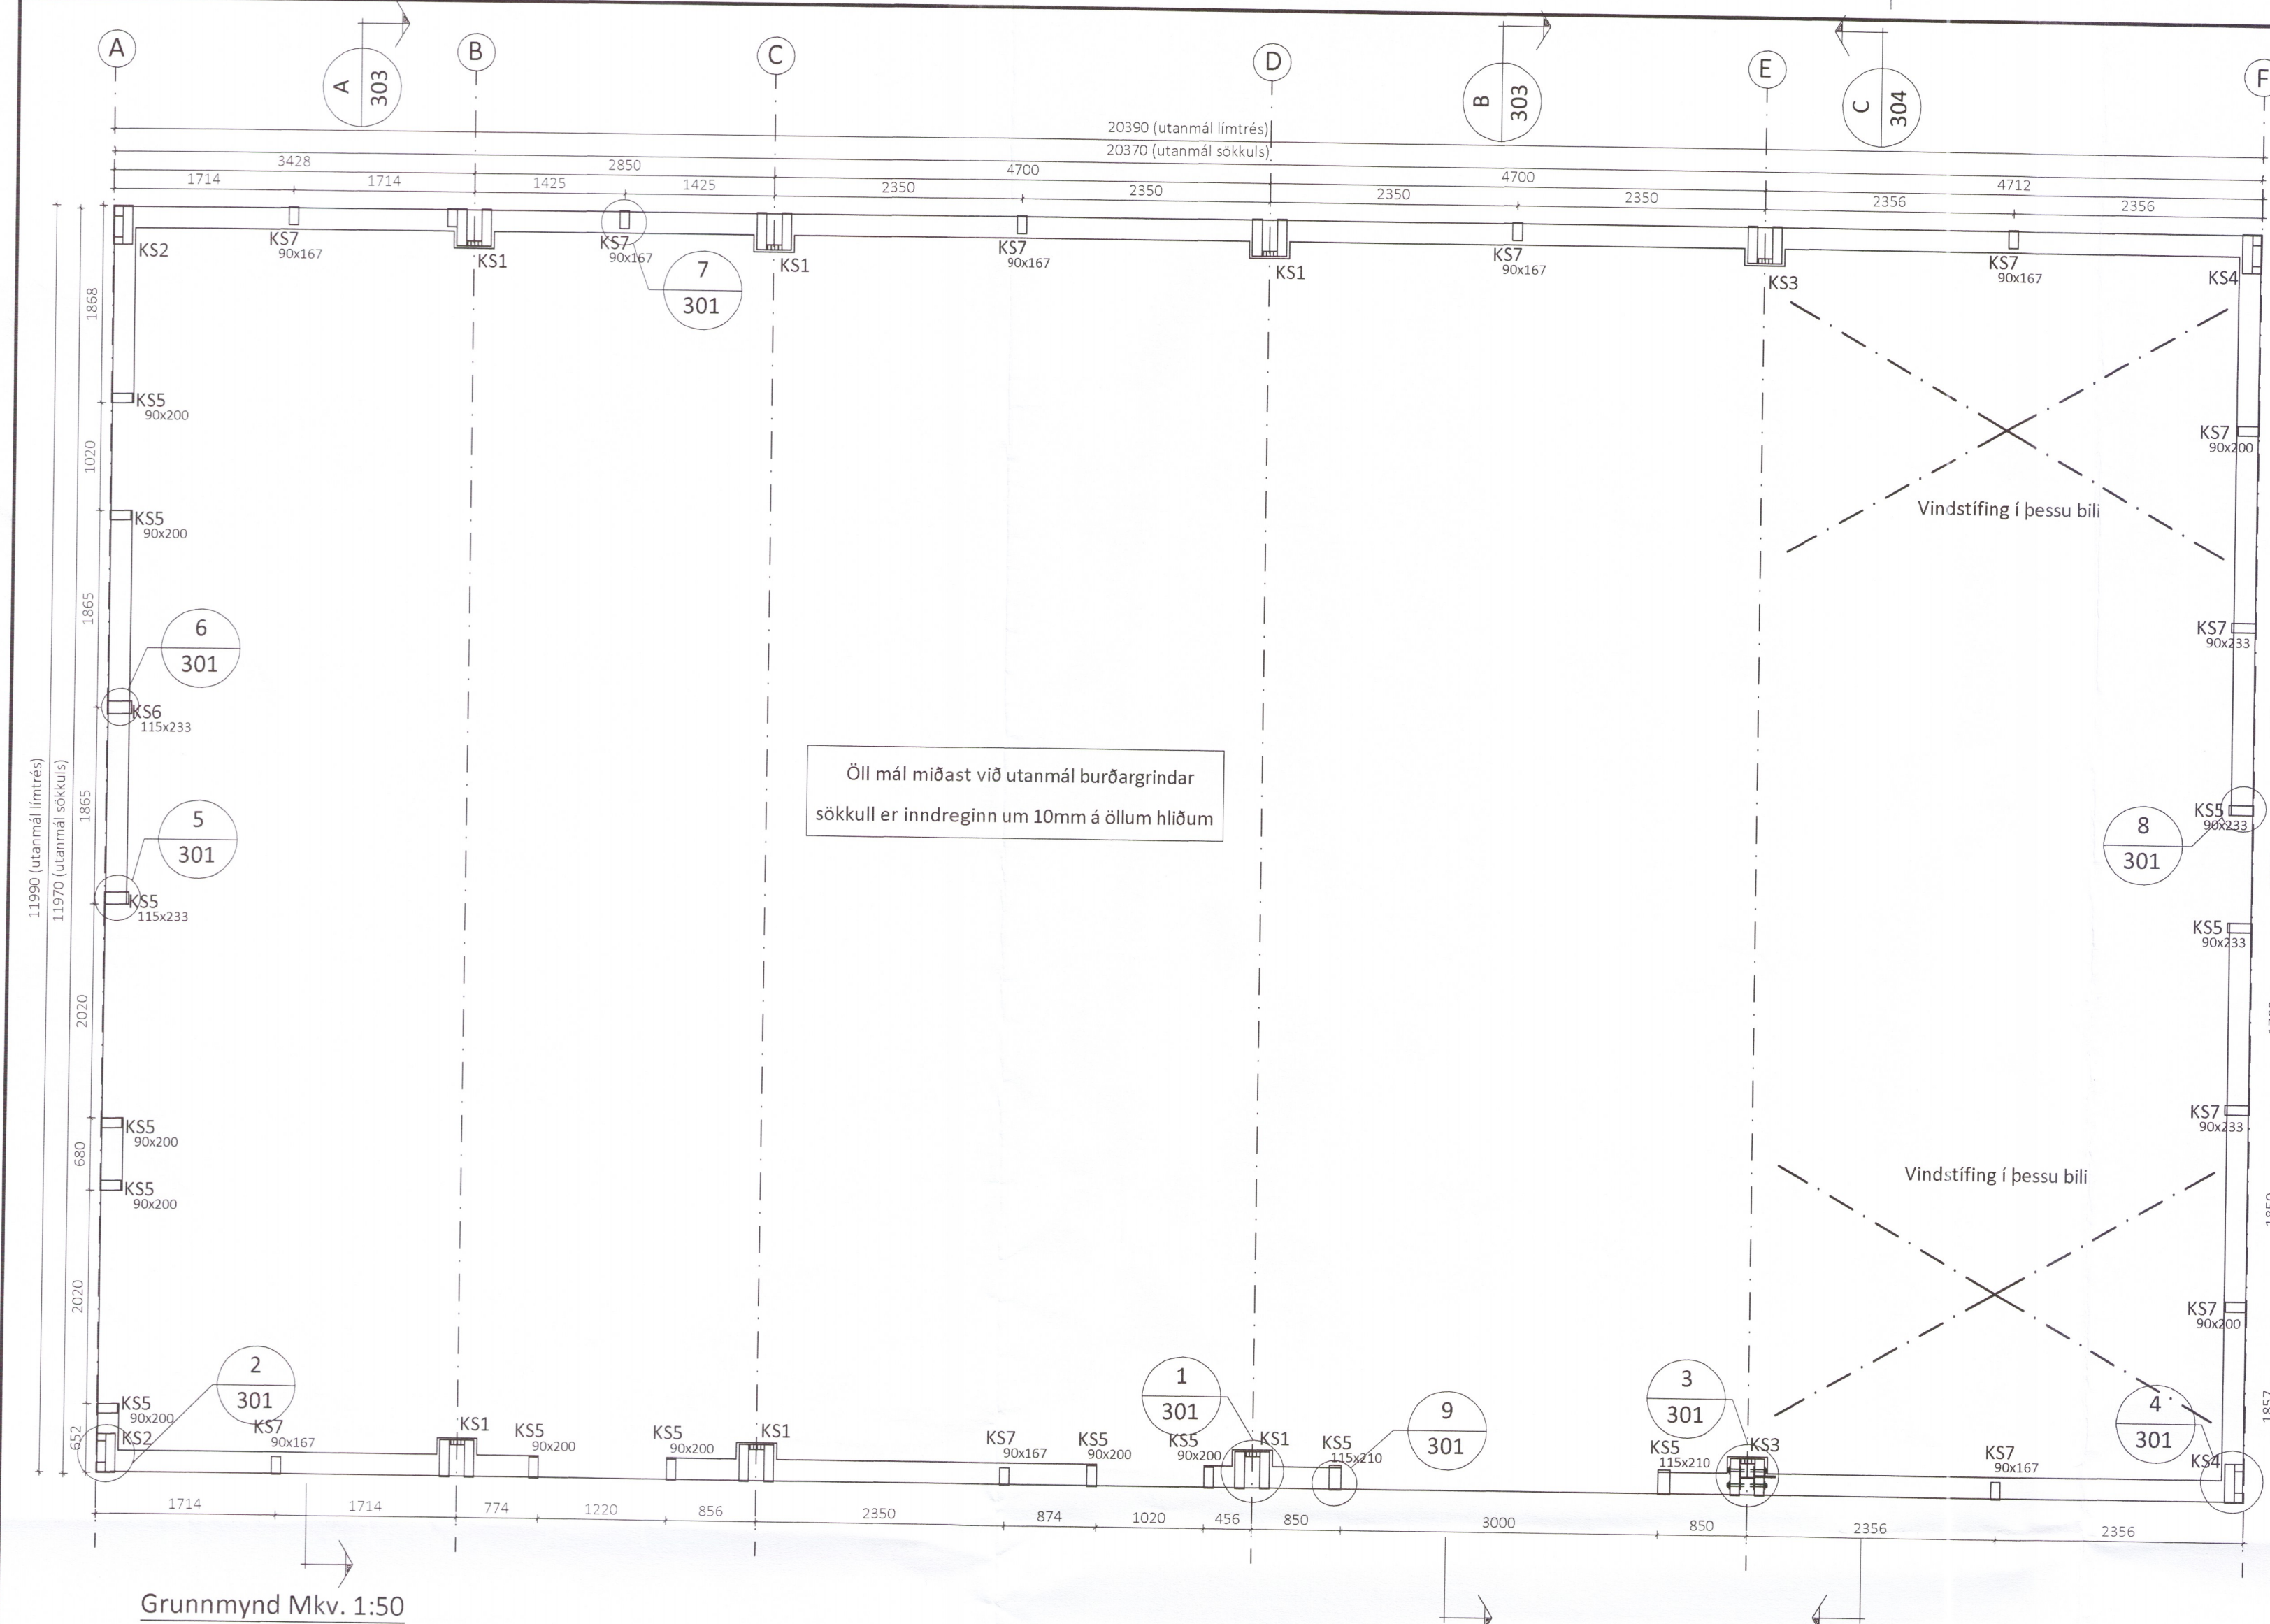 A
B
C
D
E
F
A
303
B
303
C
304
20390 (utanmál límtrés)
20370 (utanmál sökkuls)
3428
2850
4700
4700
4712
1714
1714
1425
1425
2350
2350
2350
2350
2356
2356
KS2
KS7
90x167
KS1
KS7
90x167
KS1
KS7
90x167
KS1
KS7
90x167
KS3
KS7
90x167
KS4
7
301
1868
KS5
90x200
1020
KS5
90x200
KS7
90x200
Vindstífing í þessu bili
1865
6
301
KS7
90x233
KS6
115x233
11990 (utanmál límtrés)
11970 (utanmál sökkuls)
1865
Öll mál miðast við utanmál burðargrindar
sökkull er inndreginn um 10mm á öllum hliðum
5
301
KS5
90x233
8
301
KS5
115x233
KS5
90x233
2020
KS5
90x200
KS7
90x233
680
KS5
90x200
Vindstífing í þessu bili
2020
KS7
90x200
2
301
1
301
3
301
9
301
4
301
1857
652
KS5
90x200
KS2
KS7
90x167
KS1
KS5
90x200
KS5
90x200
KS1
KS7
90x167
KS5
90x200
KS5
90x200
KS1
KS5
115x210
KS5
115x210
KS3
KS7
90x167
KS4
1714
1714
774
1220
856
2350
874
1020
456
850
3000
850
2356
2356
Grunnmynd Mkv. 1:50